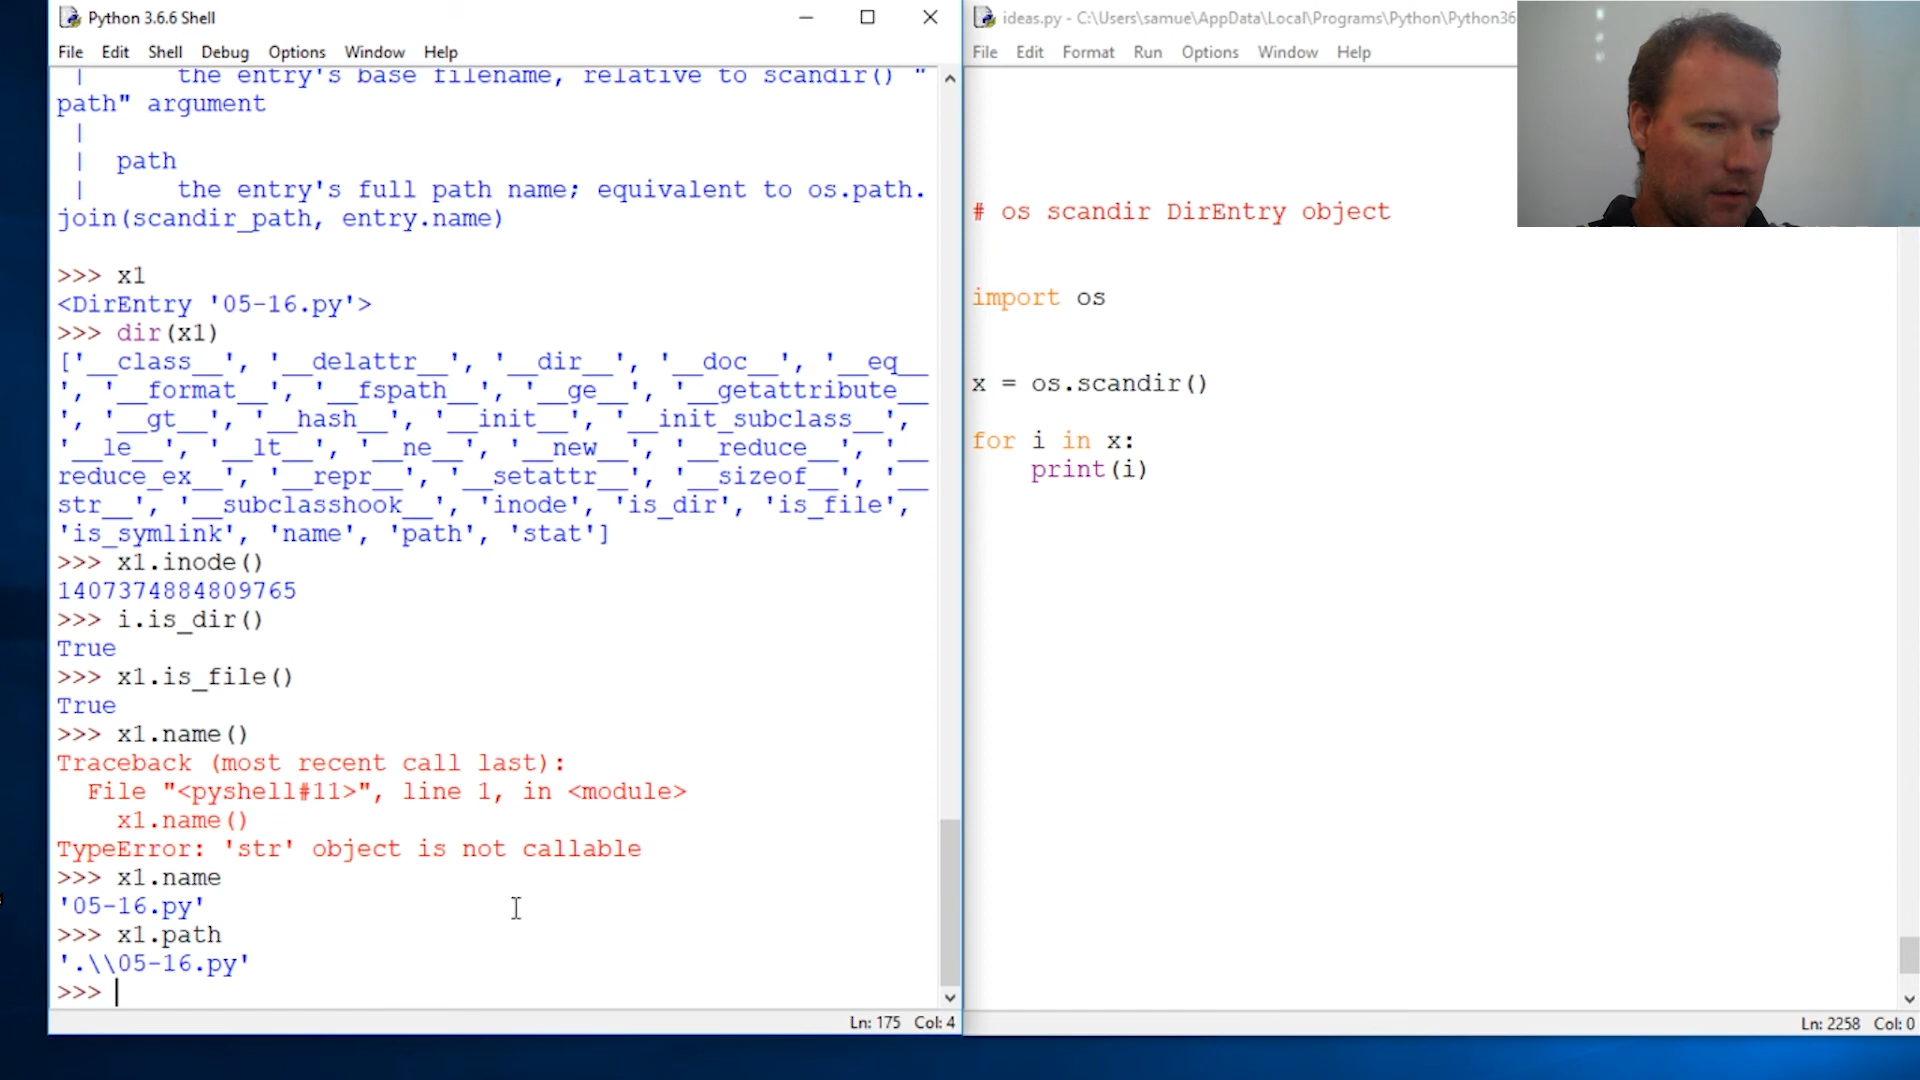 Python 3.6.6 Shell
File Edit Shell Debug Options Window Help
| the entry's base filename, relative to scandir() "
path" argument
|
| path
| the entry's full path name; equivalent to os.path.
join(scandir_path, entry.name)
>>> x1
<DirEntry '05-16.py'>
>>> dir(x1)
['__class__', '__delattr__', '__dir__', '__doc__', '__eq__
', '__format__', '__fspath__', '__ge__', '__getattribute__
', '__gt__', '__hash__', '__init__', '__init_subclass__',
'__le__', '__lt__', '__ne__', '__new__', '__reduce__', '__
reduce_ex__', '__repr__', '__setattr__', '__sizeof__', '__
str__', '__subclasshook__', 'inode', 'is_dir', 'is_file',
'is_symlink', 'name', 'path', 'stat']
>>> x1.inode()
1407374884809765
>>> i.is_dir()
True
>>> x1.is_file()
True
>>> x1.name()
Traceback (most recent call last):
File "<pyshell#11>", line 1, in <module>
x1.name()
TypeError: 'str' object is not callable
>>> x1.name
'05-16.py'
>>> x1.path
'.\\05-16.py'
>>>
Ln: 175 Col: 4
ideas.py - C:\Users\samue\AppData\Local\Programs\Python\Python36
File Edit Format Run Options Window Help
# os scandir DirEntry object
import os
x = os.scandir()
for i in x:
print(i)
Ln: 2258 Col: 0